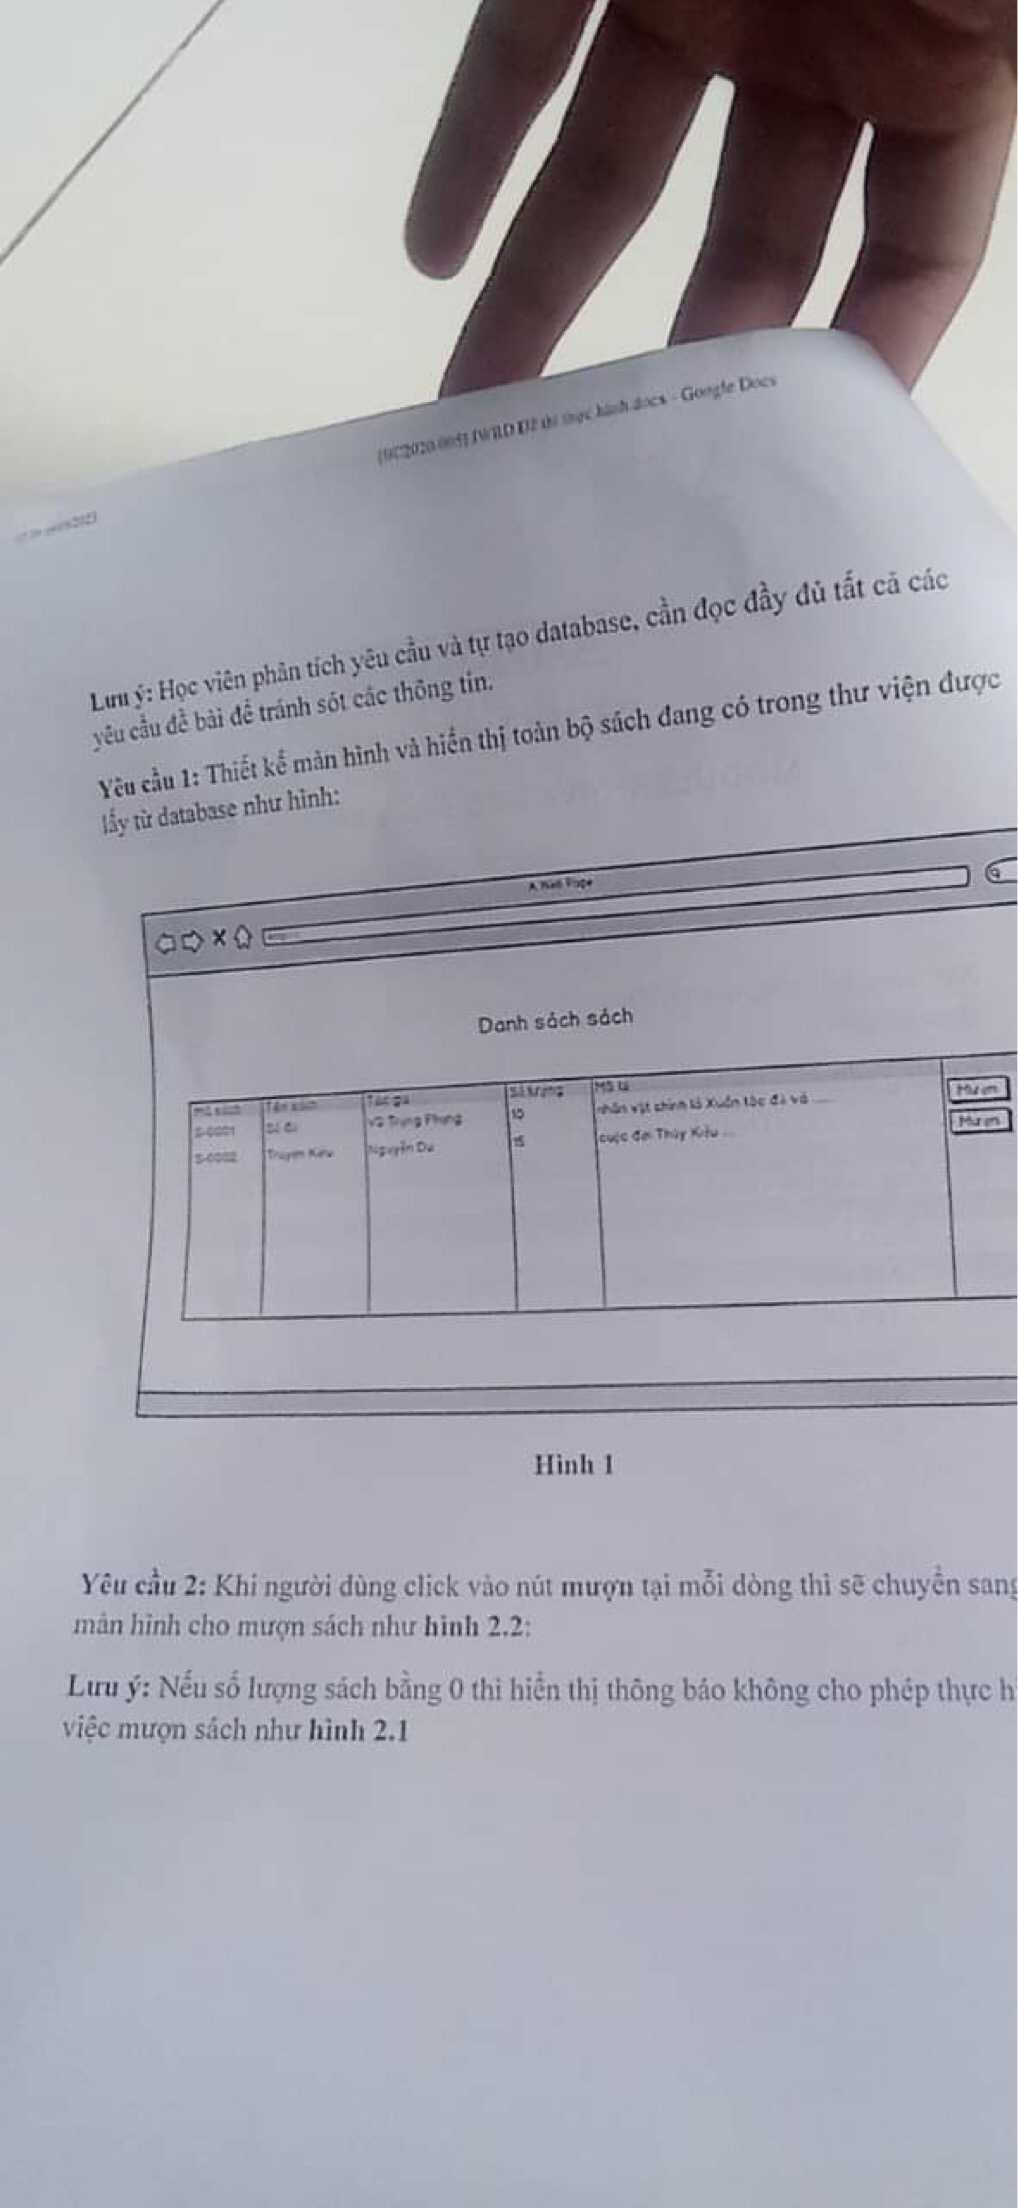 Đề thi thực hành docx - Google Docs
Lưu ý: Học viên phân tích yêu cầu và tự tạo database, cần đọc đầy đủ tất cả các
yêu cầu đề bài để tránh sót các thông tin.
Yêu cầu 1: Thiết kế màn hình và hiển thị toàn bộ sách đang có trong thư viện được
lấy từ database như hình:
A Web Page
Danh sách sách
Mã sách Tên sách Tác giả Số lượng Mô tả
S-0001 Số đỏ Vũ Trọng Phụng 10 nhân vật chính là Xuân tóc đỏ và ..... Mượn
S-0002 Truyện Kiều Nguyễn Du 15 cuộc đời Thúy Kiều ... Mượn
Hình 1
Yêu cầu 2: Khi người dùng click vào nút mượn tại mỗi dòng thì sẽ chuyển sang
màn hình cho mượn sách như hình 2.2:
Lưu ý: Nếu số lượng sách bằng 0 thì hiển thị thông báo không cho phép thực h
việc mượn sách như hình 2.1